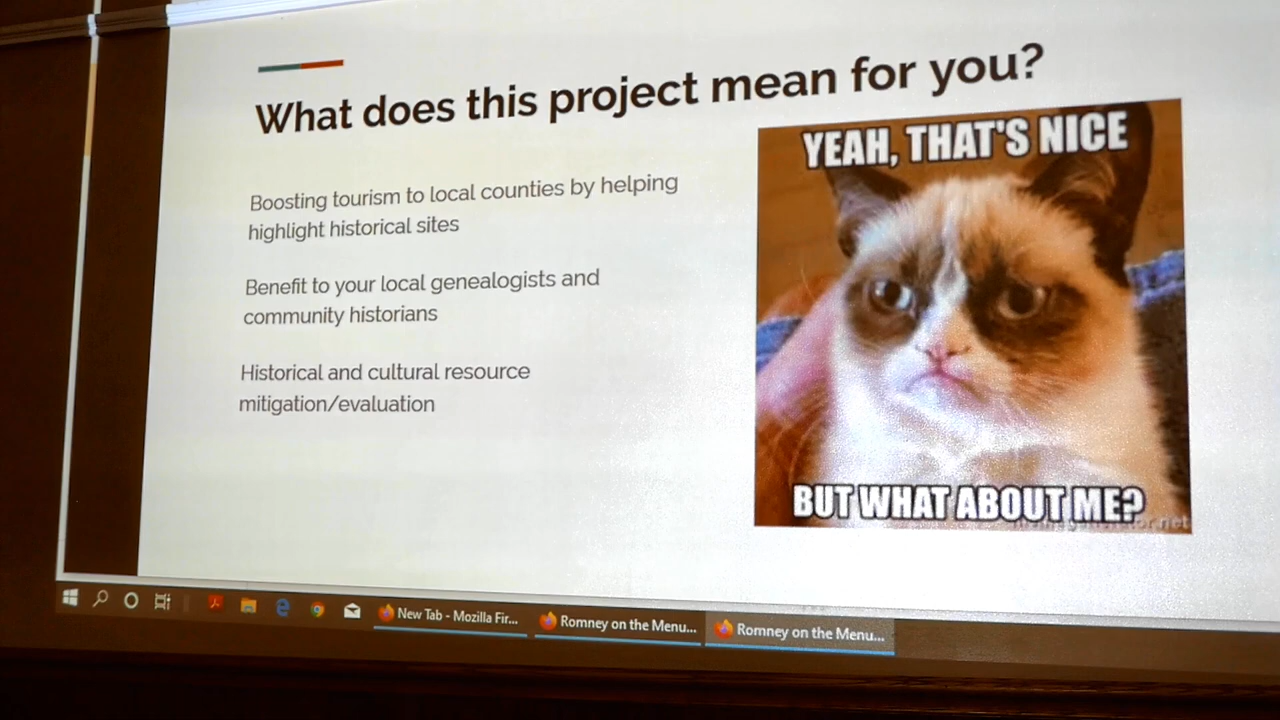 What does this project mean for you?
Boosting tourism to local counties by helping
highlight historical sites
Benefit to your local genealogists and
community historians
Historical and cultural resource
mitigation/evaluation
YEAH, THAT'S NICE
BUT WHAT ABOUT ME?
New Tab - Mozilla Fir...
Romney on the Menu...
Romney on the Menu...